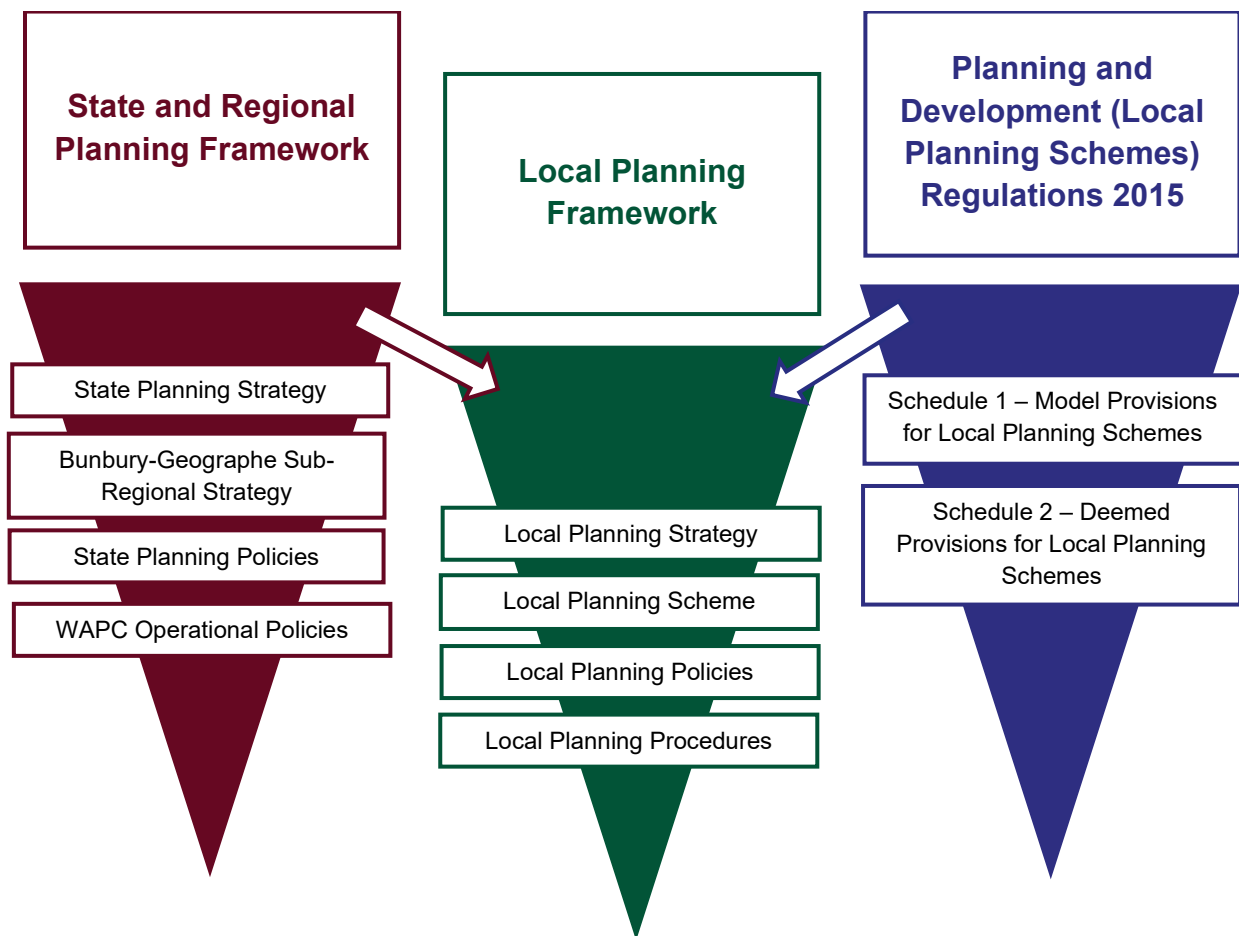 State and Regional
Planning Framework
State Planning Strategy
Bunbury-Geographe Sub-
Regional Strategy
State Planning Policies
WAPC Operational Policies
Local Planning
Framework
Local Planning Strategy
Local Planning Scheme
Local Planning Policies
Local Planning Procedures
Planning and
Development (Local
Planning Schemes)
Regulations 2015
Schedule 1 – Model Provisions
for Local Planning Schemes
Schedule 2 – Deemed
Provisions for Local Planning
Schemes